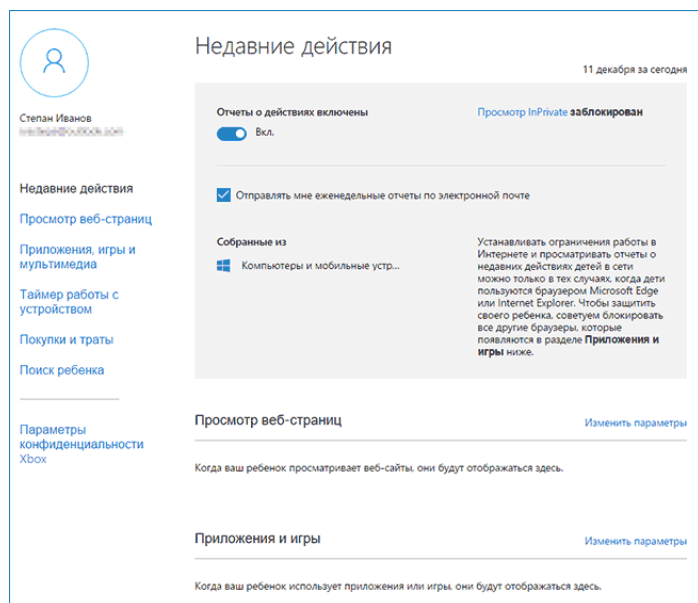 Недавние действия
11 декабря за сегодня
Степан Иванов
Недавние действия
Просмотр веб-страниц
Приложения, игры и
мультимедиа
Таймер работы с
устройством
Покупки и траты
Поиск ребенка
Параметры
конфиденциальности
Xbox
Отчеты о действиях включены
Вкл.
Просмотр InPrivate заблокирован
Отправлять мне еженедельные отчеты по электронной почте
Собранные из
Компьютеры и мобильные устр...
Устанавливать ограничения работы в
Интернете и просматривать отчеты о
недавних действиях детей в сети
можно только в тех случаях, когда дети
пользуются браузером Microsoft Edge
или Internet Explorer. Чтобы защитить
своего ребенка, советуем блокировать
все другие браузеры, которые
появляются в разделе Приложения и
игры ниже.
Просмотр веб-страниц
Изменить параметры
Когда ваш ребенок просматривает веб-сайты, они будут отображаться здесь.
Приложения и игры
Изменить параметры
Когда ваш ребенок использует приложения или игры, они будут отображаться здесь.